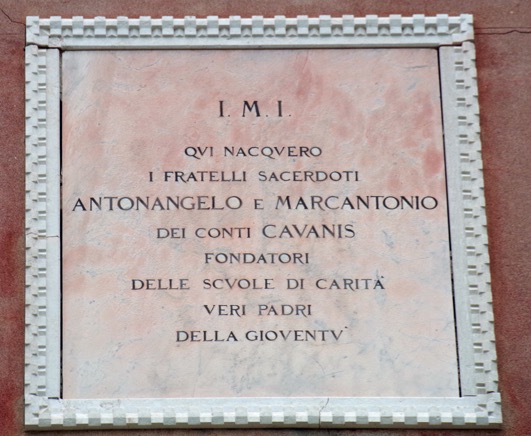 I. M. I.
QVI NACQVERO
I FRATELLI SACERDOTI
ANTONANGELO E MARCANTONIO
DEI CONTI CAVANIS
FONDATORI
DELLE SCVOLE DI CARITÀ
VERI PADRI
DELLA GIOVENTV'